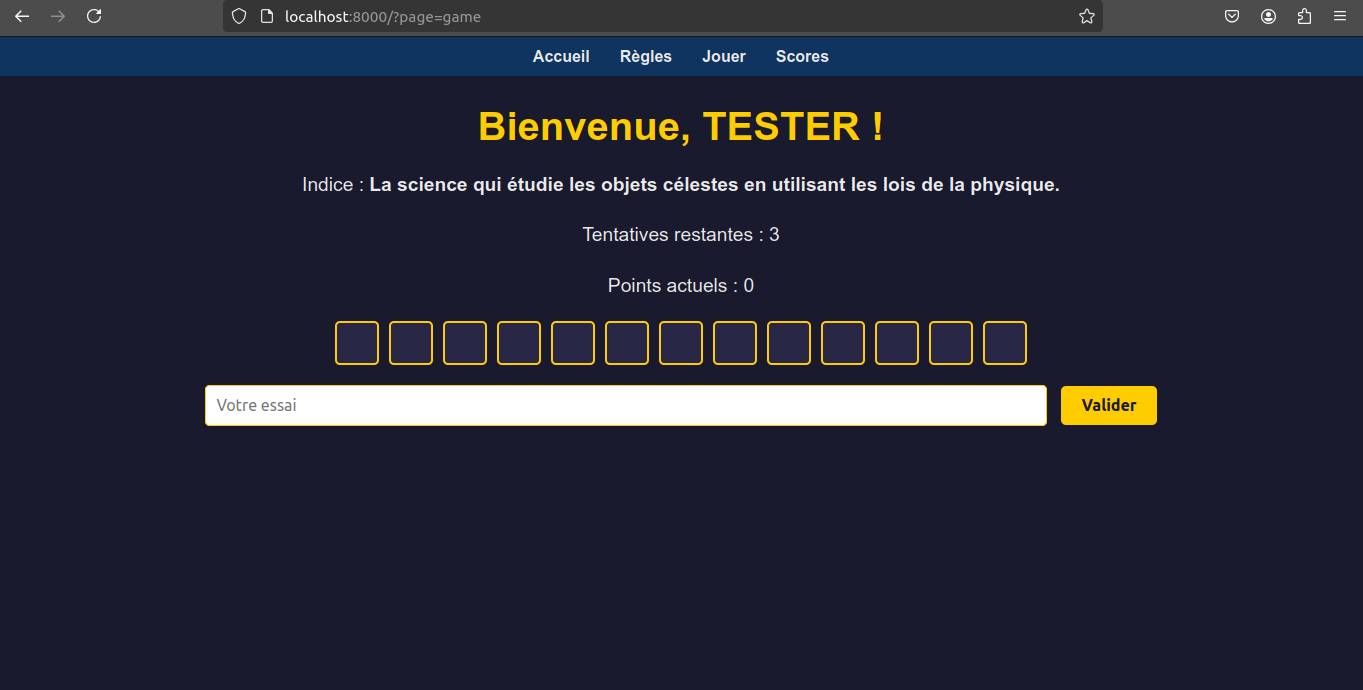 localhost:8000/?page=game
Accueil Règles Jouer Scores
Bienvenue, TESTER !
Indice : La science qui étudie les objets célestes en utilisant les lois de la physique.
Tentatives restantes : 3
Points actuels : 0
Votre essai Valider